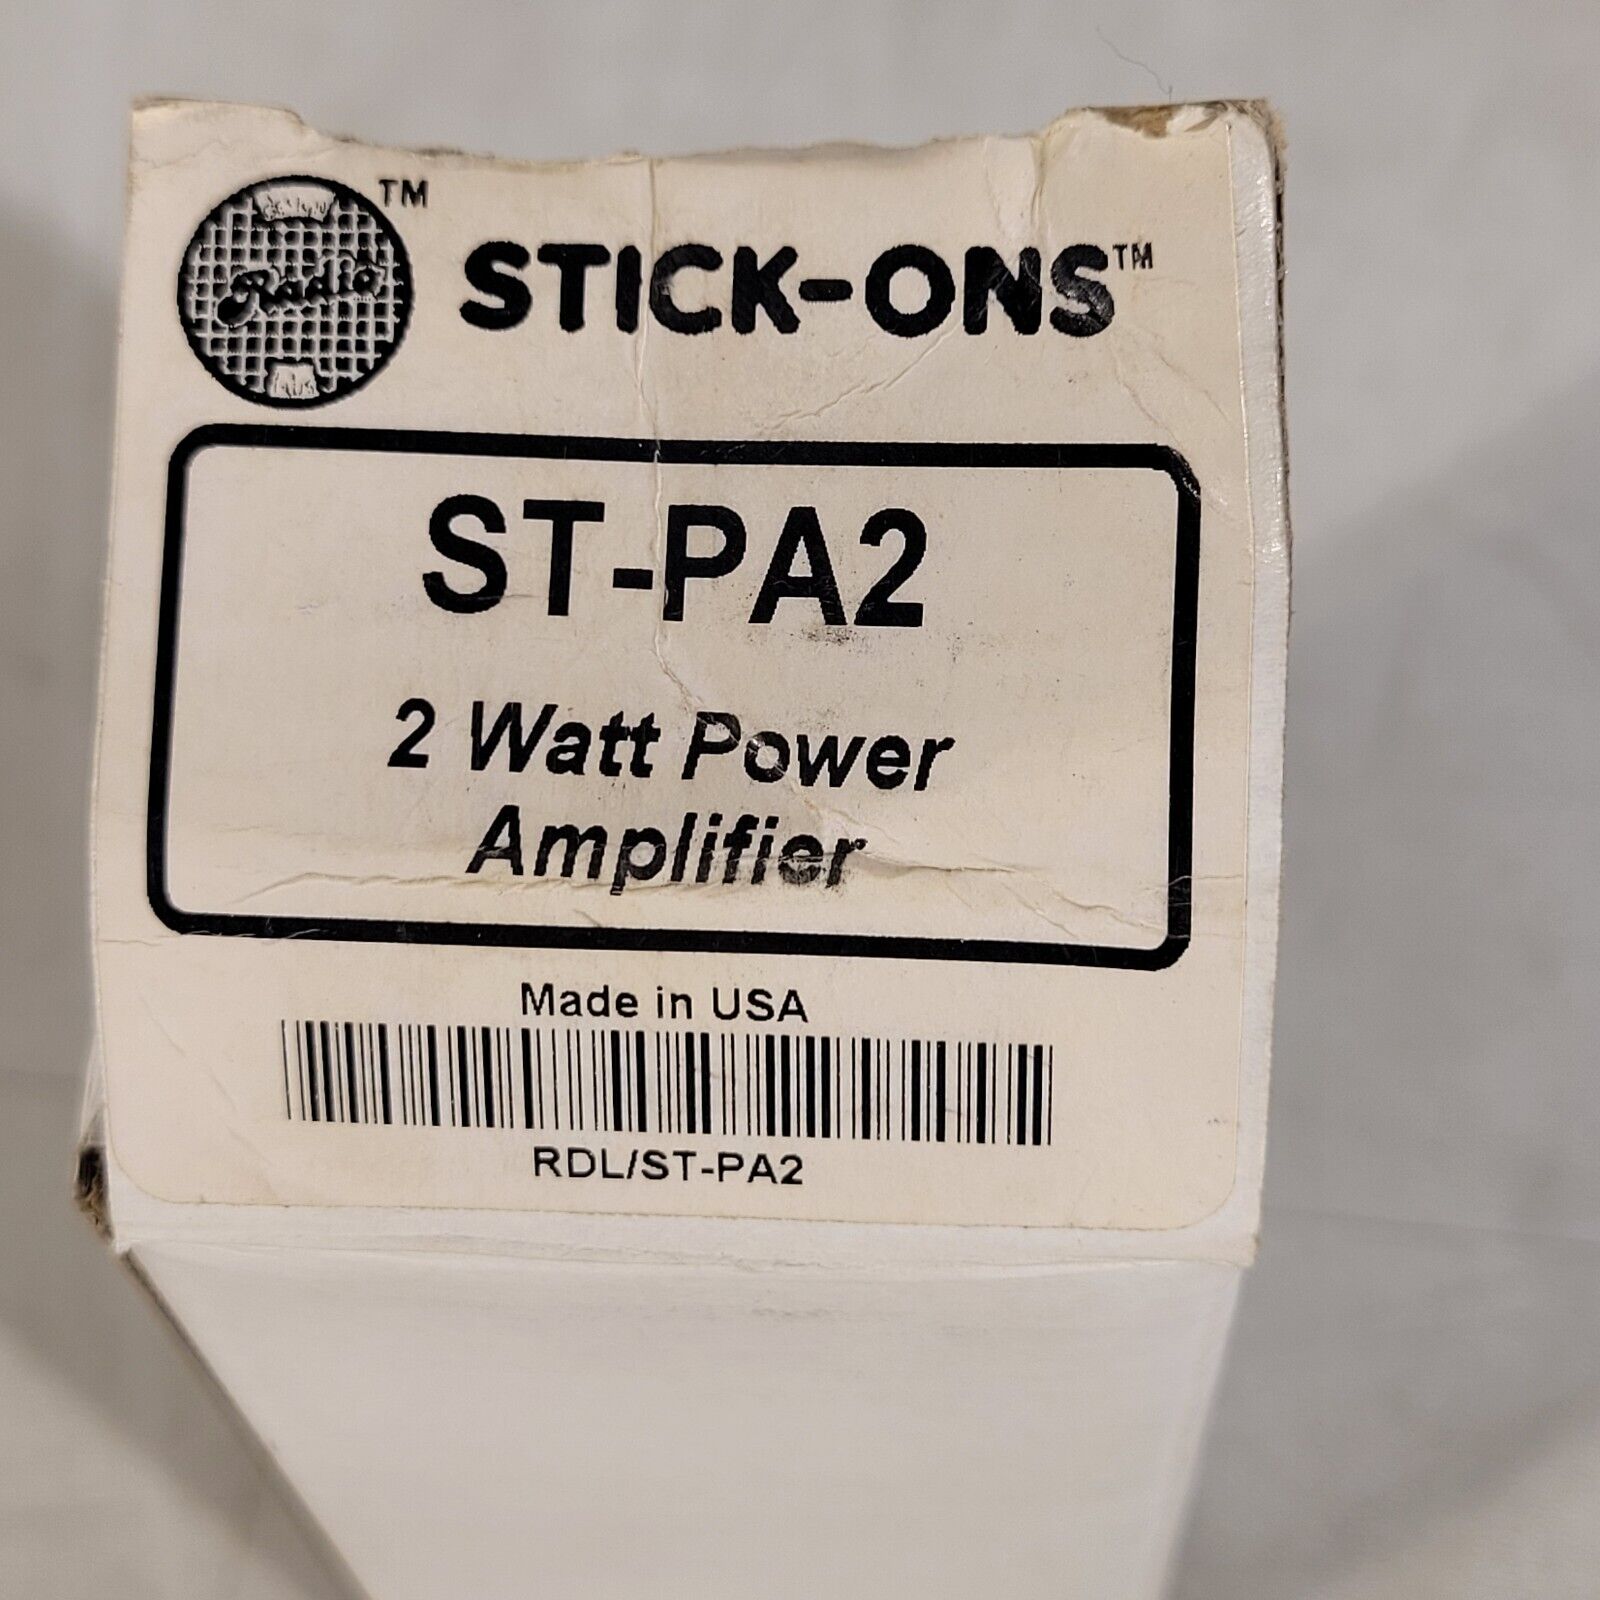 Radio ™
STICK-ONS™
ST-PA2
2 Watt Power
Amplifier
Made in USA
RDL/ST-PA2